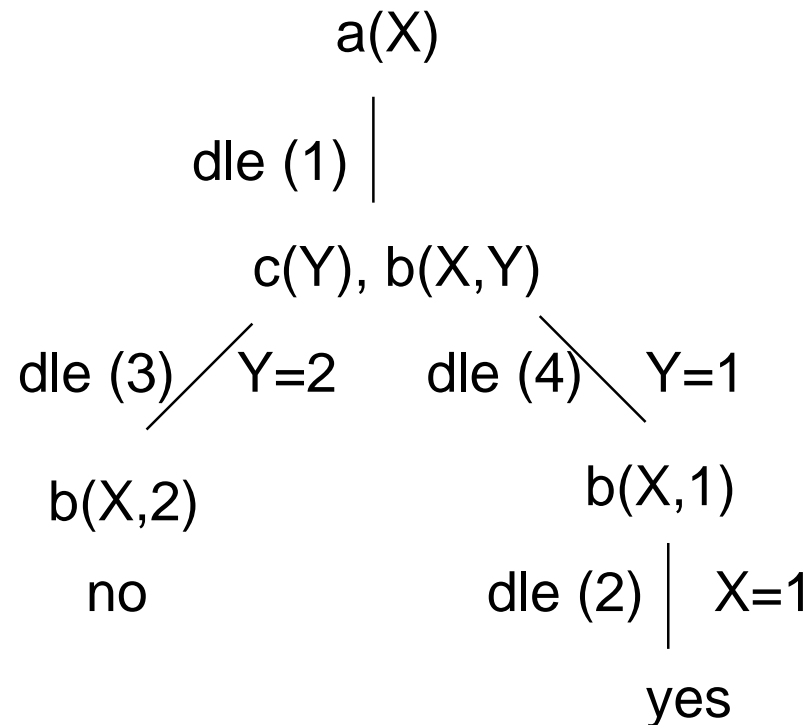 a(X)
dle (1)
c(Y), b(X,Y)
dle (3) Y=2 dle (4) Y=1
b(X,2) b(X,1)
no dle (2) X=1
yes